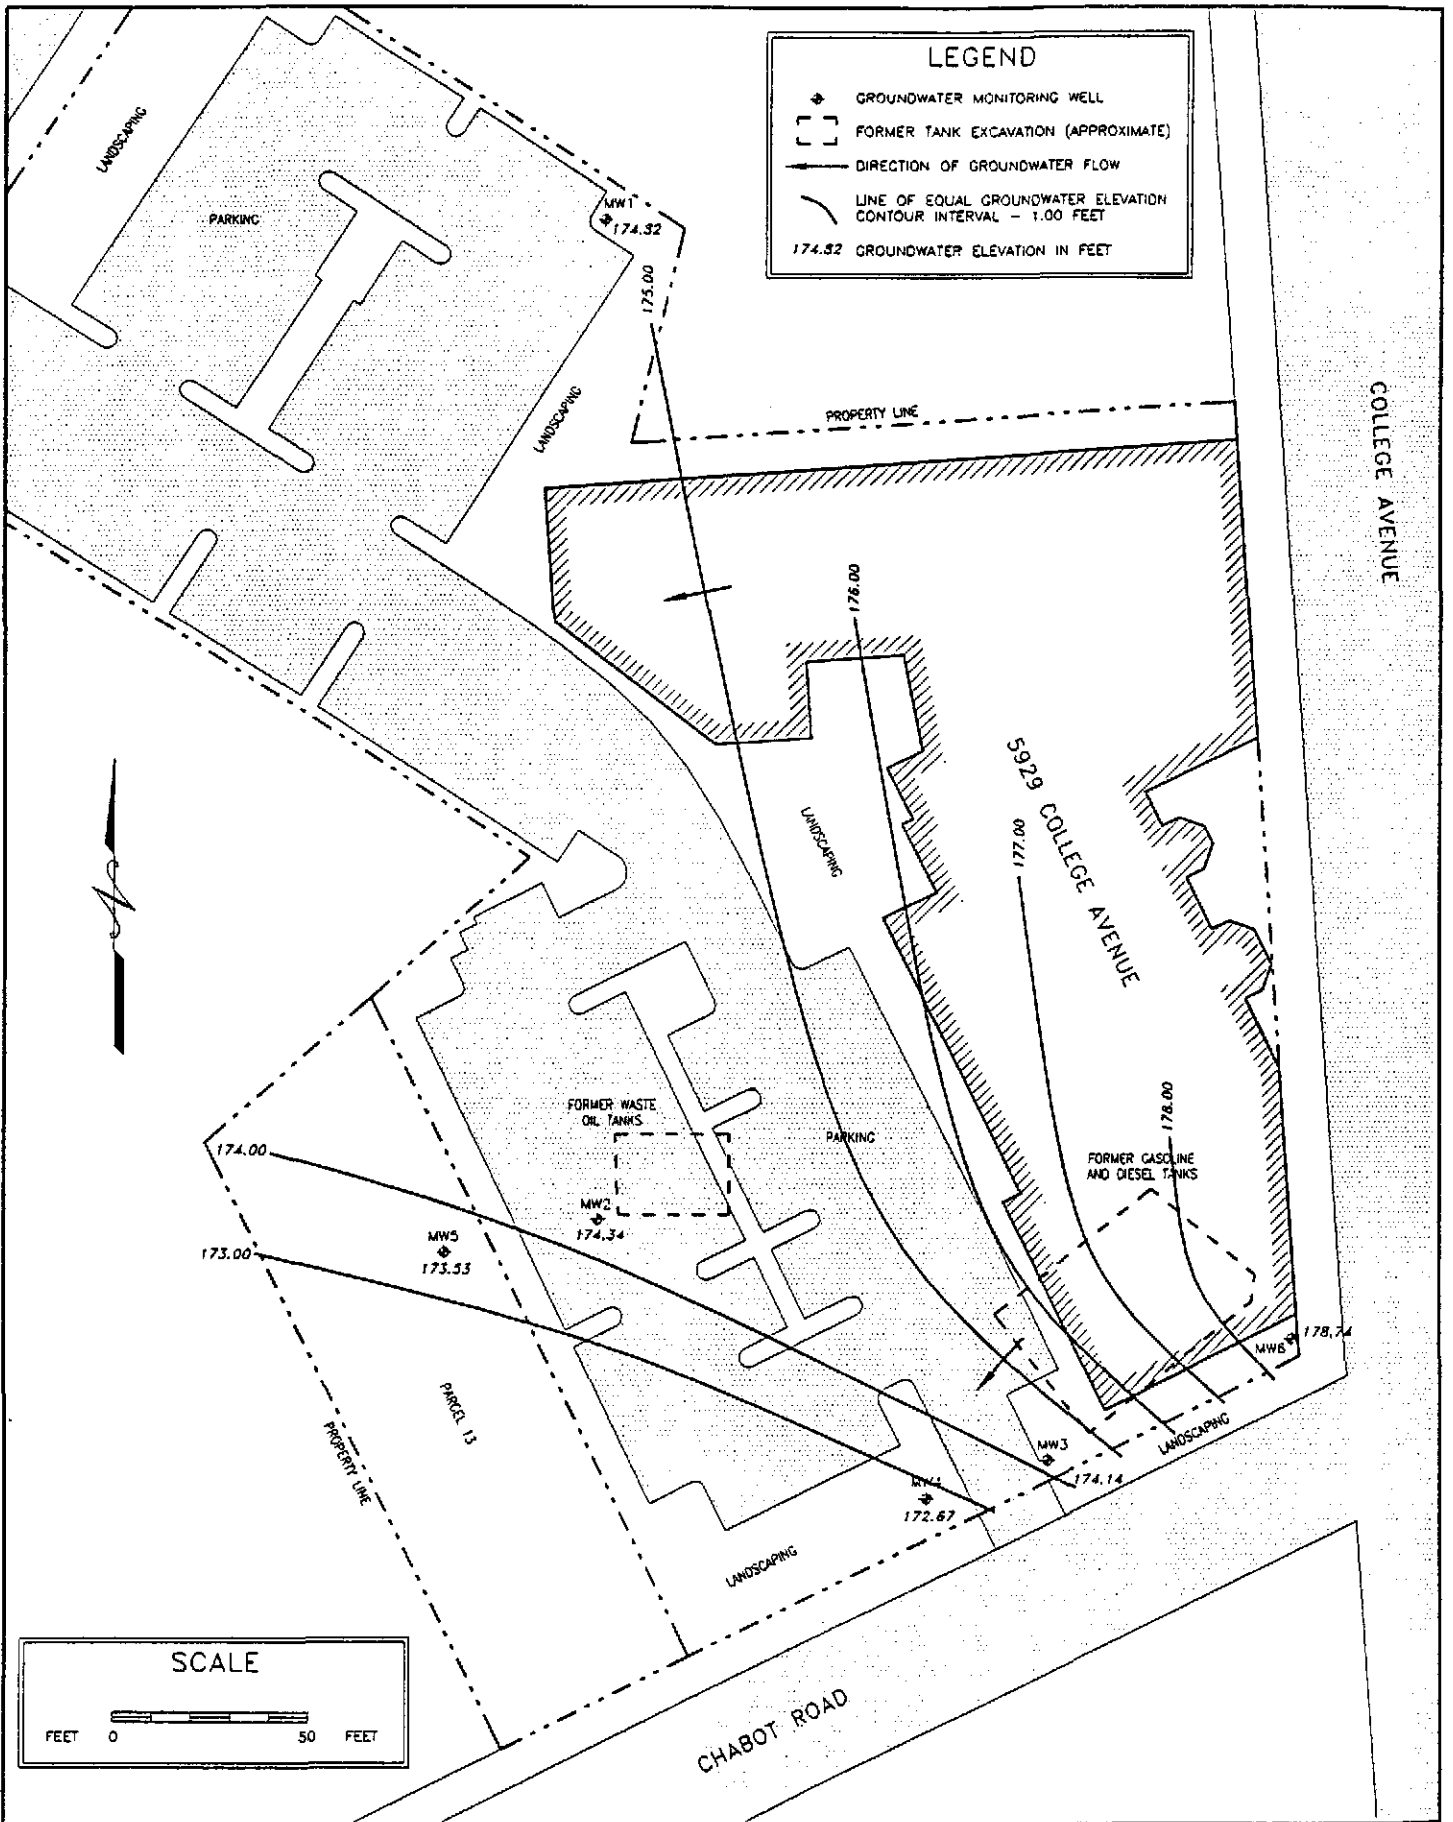 LEGEND
GROUNDWATER MONITORING WELL
FORMER TANK EXCAVATION (APPROXIMATE)
DIRECTION OF GROUNDWATER FLOW
LINE OF EQUAL GROUNDWATER ELEVATION
CONTOUR INTERVAL - 1.00 FEET
174.32 GROUNDWATER ELEVATION IN FEET
LANDSCAPING
PARKING
MW1
174.32
175.00
LANDSCAPING
PROPERTY LINE
COLLEGE AVENUE
176.00
LANDSCAPING
5929 COLLEGE AVENUE
177.00
N
178.00
FORMER WASTE
OIL TANKS
PARKING
FORMER GASOLINE
AND DIESEL TANKS
174.00
MW2
174.34
MW5
173.53
173.00
MW6
178.74
PARCEL 13
PROPERTY LINE
MW3
174.14
LANDSCAPING
MW4
172.67
LANDSCAPING
SCALE
FEET 0 50 FEET
CHABOT ROAD